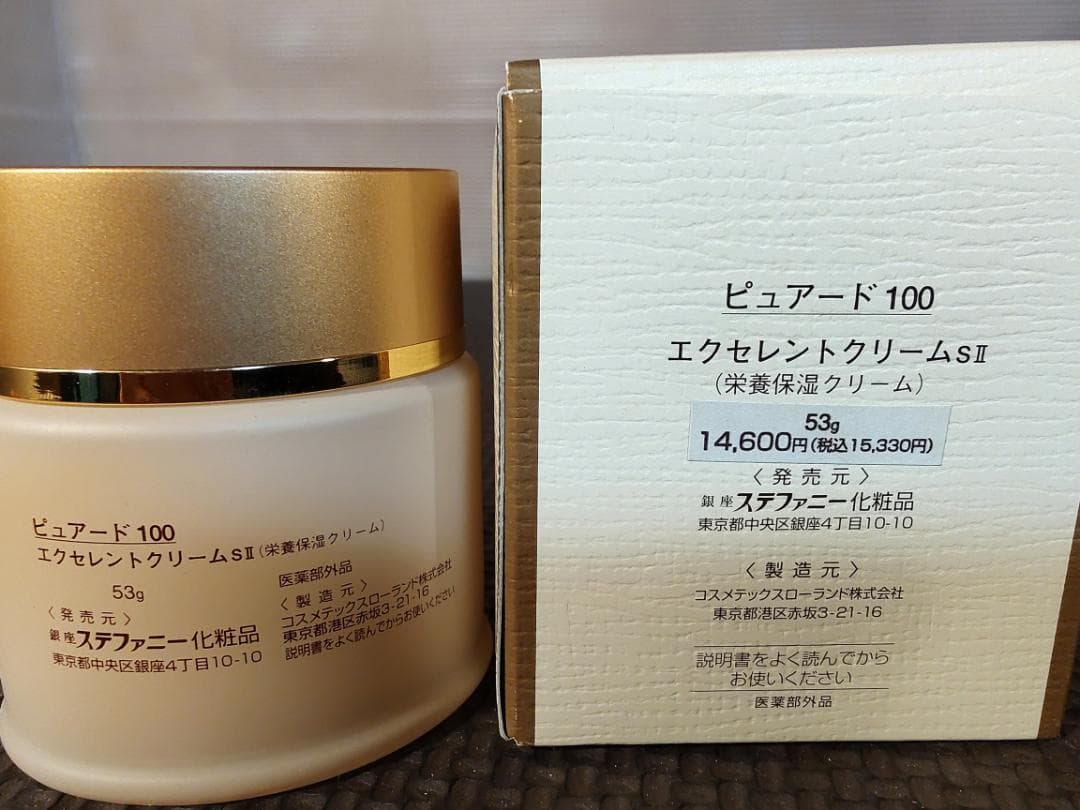 ピュアード100
エクセレントクリームSⅡ(栄養保湿クリーム)
53g
〈発売元〉
銀座ステファニー化粧品
東京都中央区銀座4丁目10-10
医薬部外品
〈製造元〉
コスメテックスローランド株式会社
東京都港区赤坂3-21-16
説明書をよく読んでからお使いください
ピュアード100
エクセレントクリームSⅡ
(栄養保湿クリーム)
53g
14,600円(税込15,330円)
〈発売元〉
銀座ステファニー化粧品
東京都中央区銀座4丁目10-10
〈製造元〉
コスメテックスローランド株式会社
東京都港区赤坂3-21-16
説明書をよく読んでから
お使いください
医薬部外品